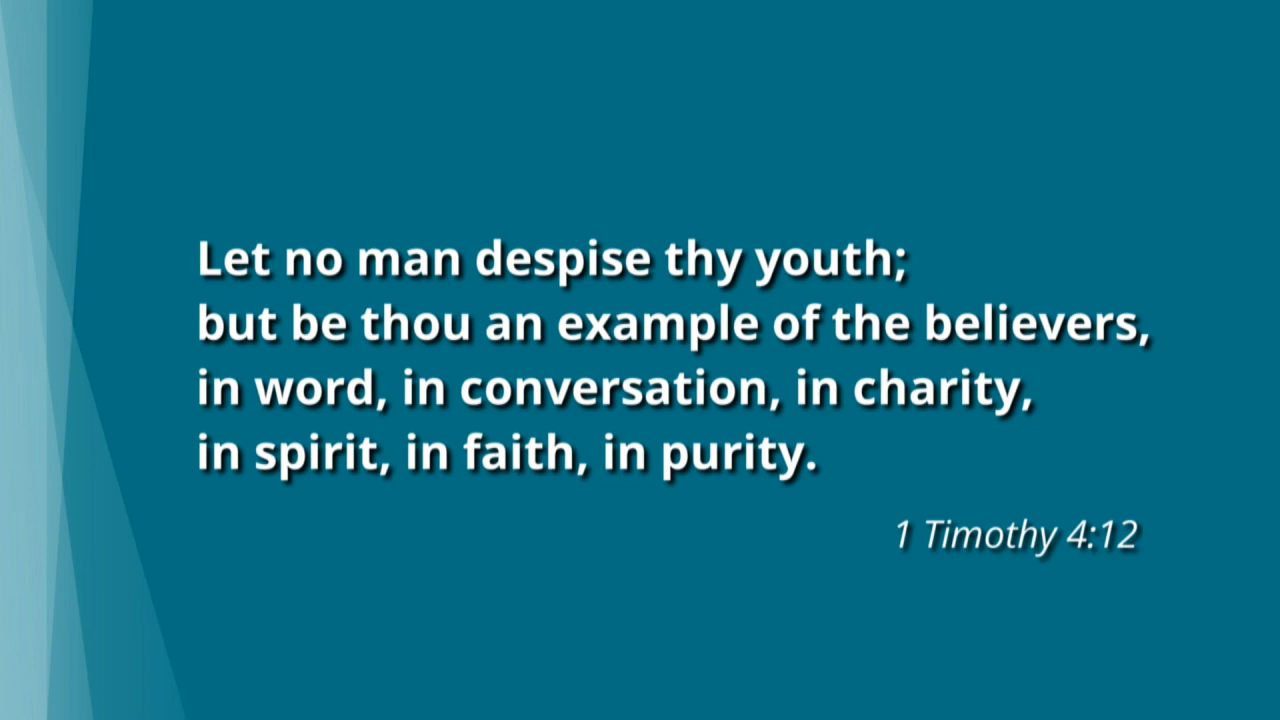 Let no man despise thy youth;
but be thou an example of the believers,
in word, in conversation, in charity,
in spirit, in faith, in purity.
1 Timothy 4:12